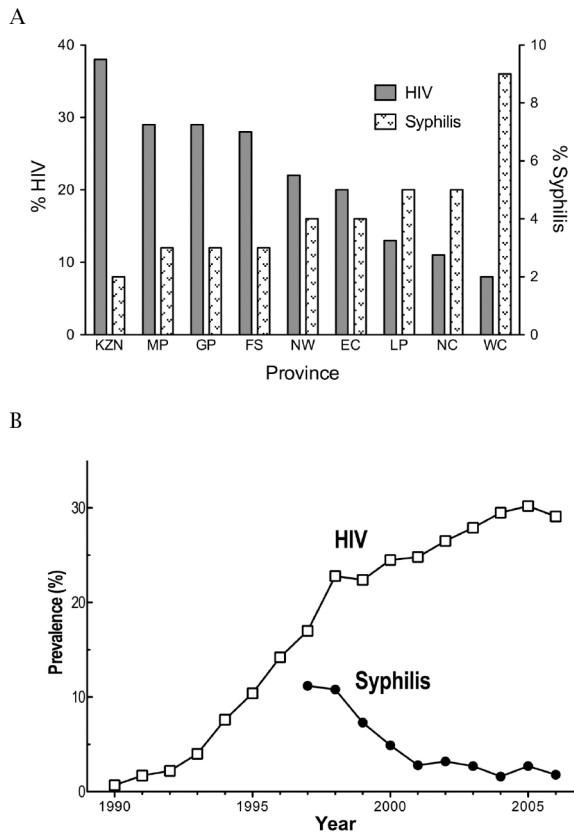 A
40
30
20
10
0
% HIV
10
8
6
4
2
0
% Syphilis
HIV
Syphilis
KZN MP GP FS NW EC LP NC WC
Province
B
30
20
10
0
Prevalence (%)
HIV
Syphilis
1990 1995 2000 2005
Year